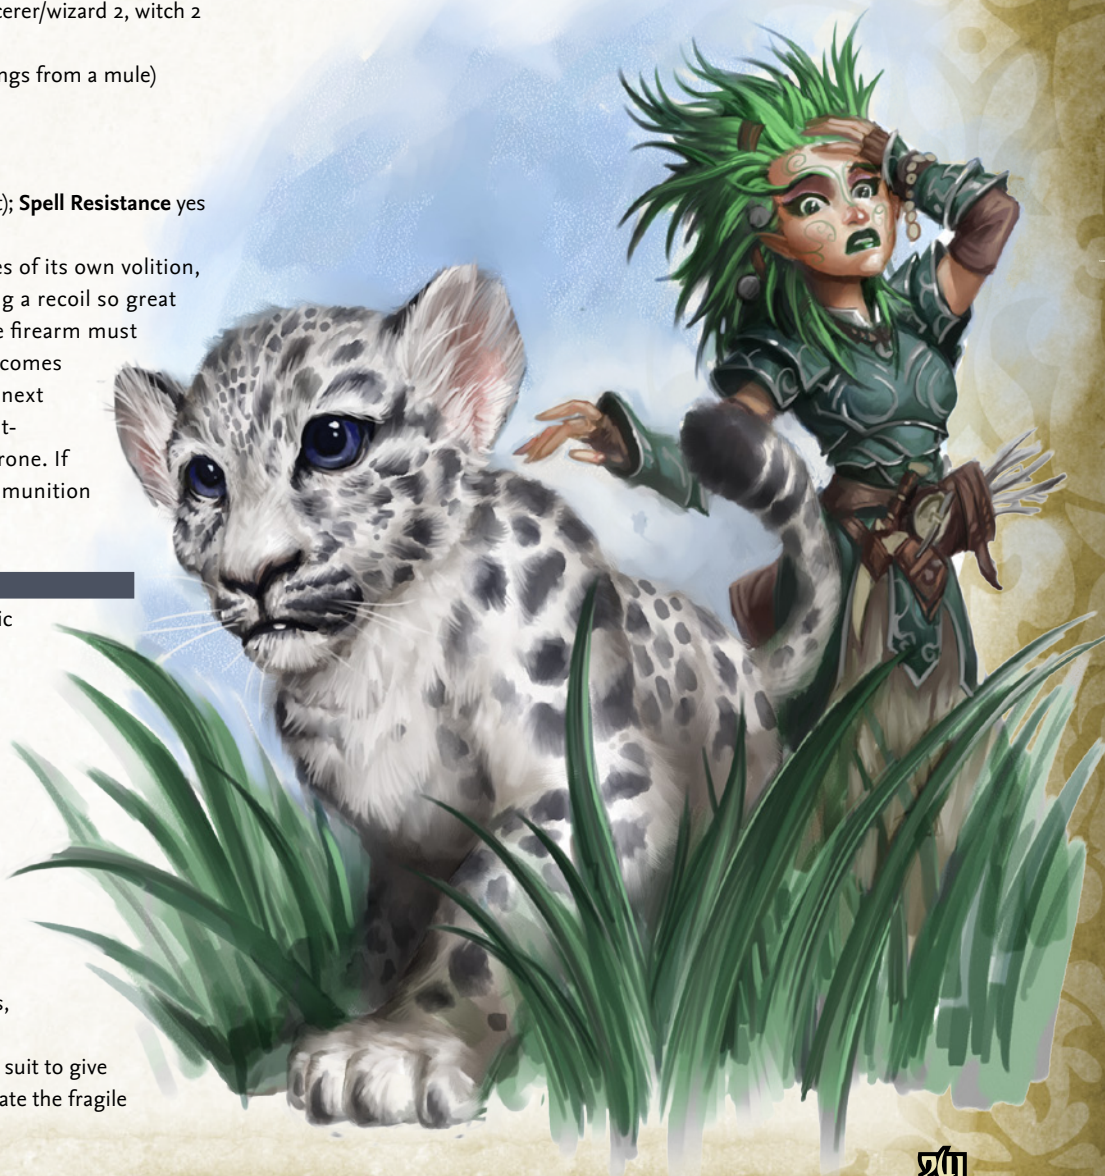 cerer/wizard 2, witch 2
ngs from a mule)
t); Spell Resistance yes
es of its own volition,
g a recoil so great
e firearm must
comes
next
t-
rone. If
munition
ic
s,
suit to give
ate the fragile